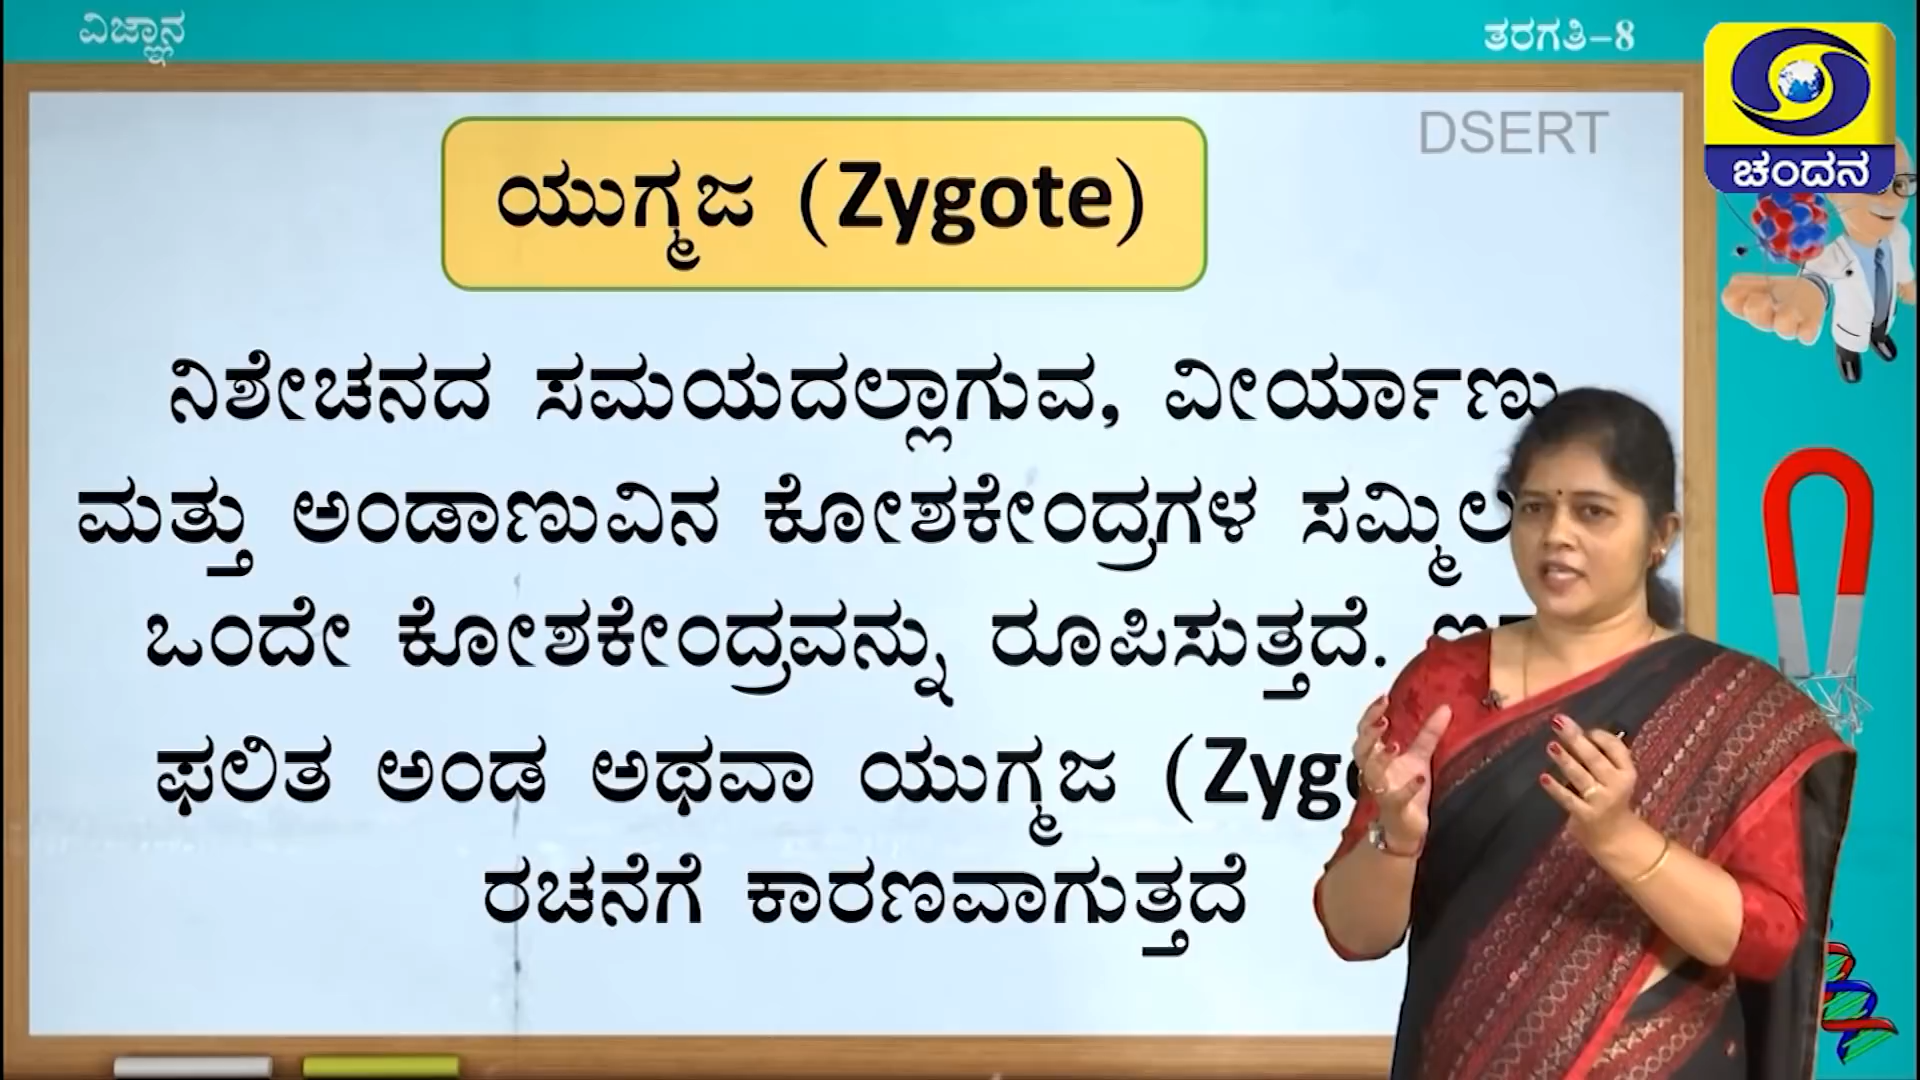 ವಿಜ್ಞಾನ
ತರಗತಿ-8
DSERT
ಚಂದನ
ಯುಗ್ಮಜ (Zygote)
ನಿಶೇಚನದ ಸಮಯದಲ್ಲಾಗುವ, ವೀರ್ಯಾಣು
ಮತ್ತು ಅಂಡಾಣುವಿನ ಕೋಶಕೇಂದ್ರಗಳ
ಒಂದೇ ಕೋಶಕೇಂದ್ರವನ್ನು ರೂಪಿಸುತ್ತದೆ.
ಫಲಿತ ಅಂಡ ಅಥವಾ ಯುಗ್ಮಜ
ರಚನೆಗೆ ಕಾರಣವಾಗುತ್ತದೆ